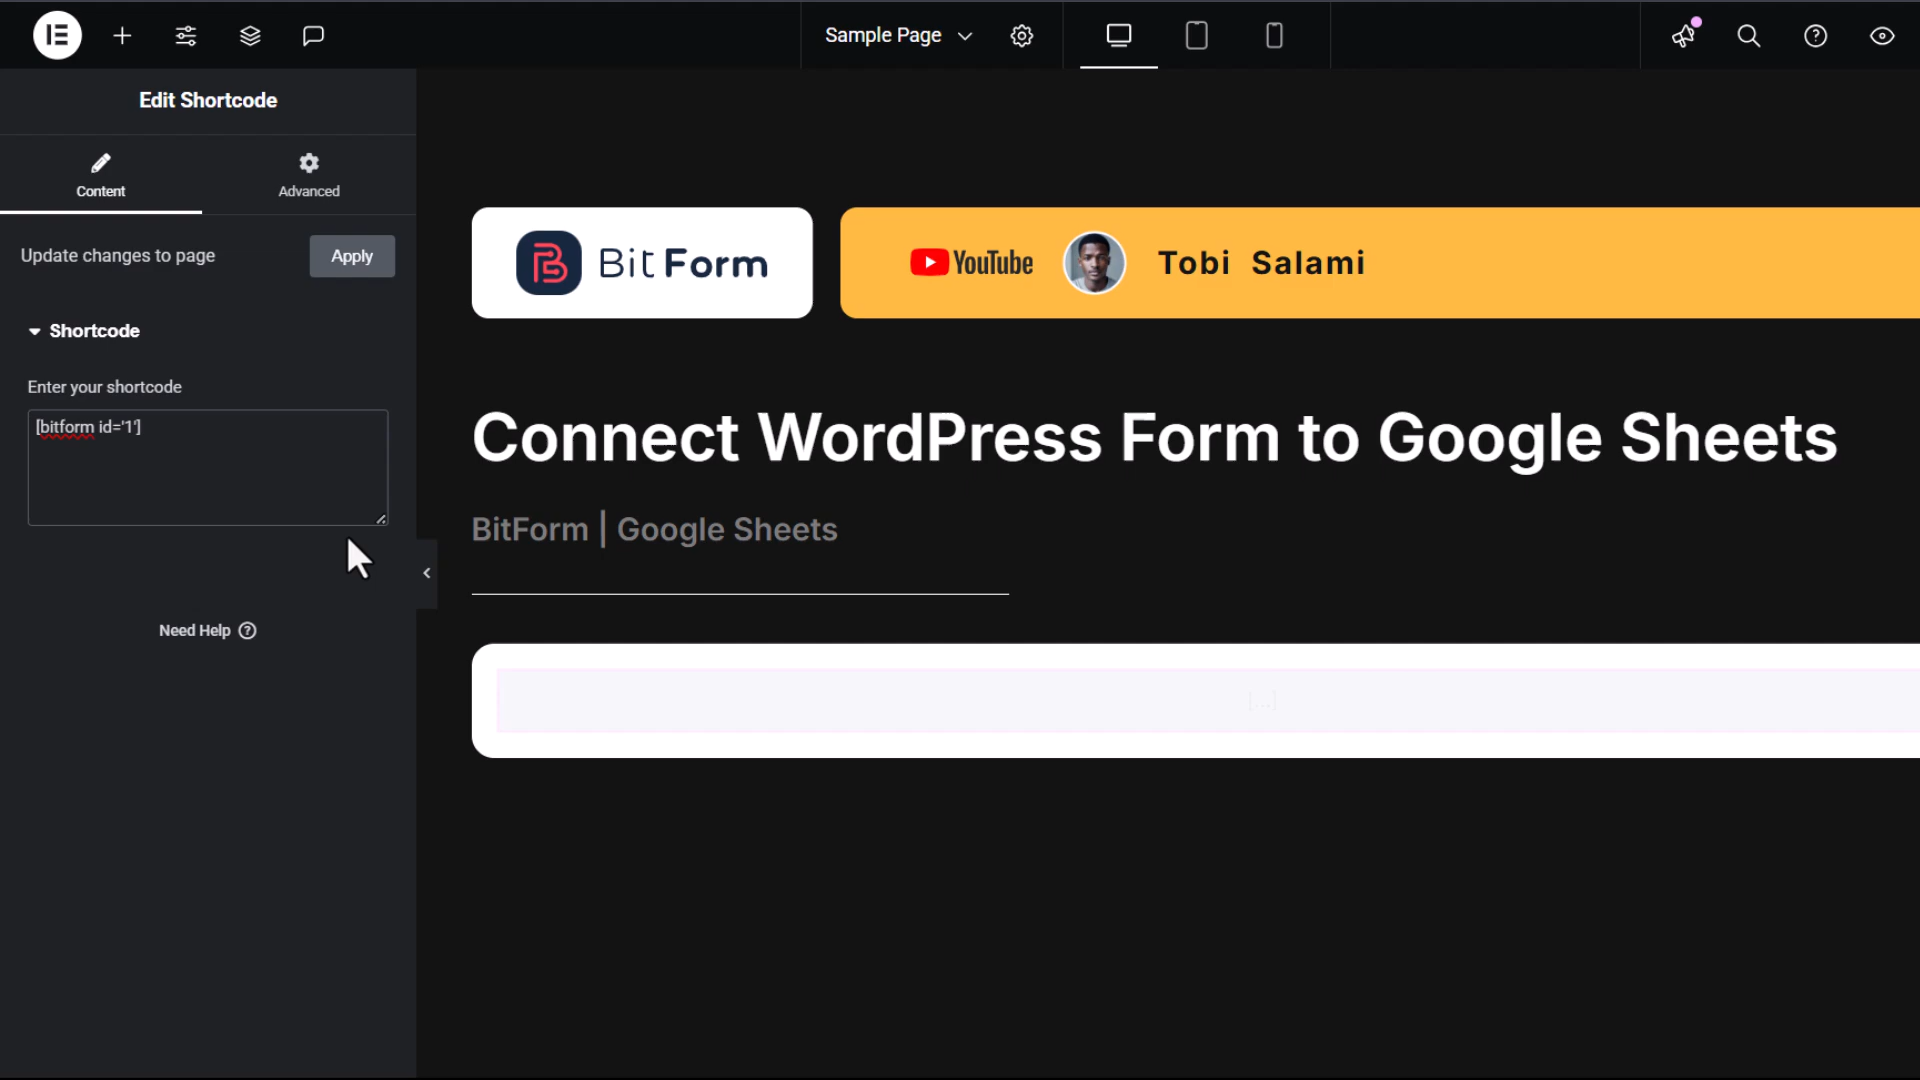 Sample Page
Edit Shortcode
Content
Advanced
Update changes to page
Apply
Shortcode
Enter your shortcode
[bitform id='1']
Need Help
Bit Form
YouTube
Tobi Salami
Connect WordPress Form to Google Sheets
BitForm | Google Sheets
[...]